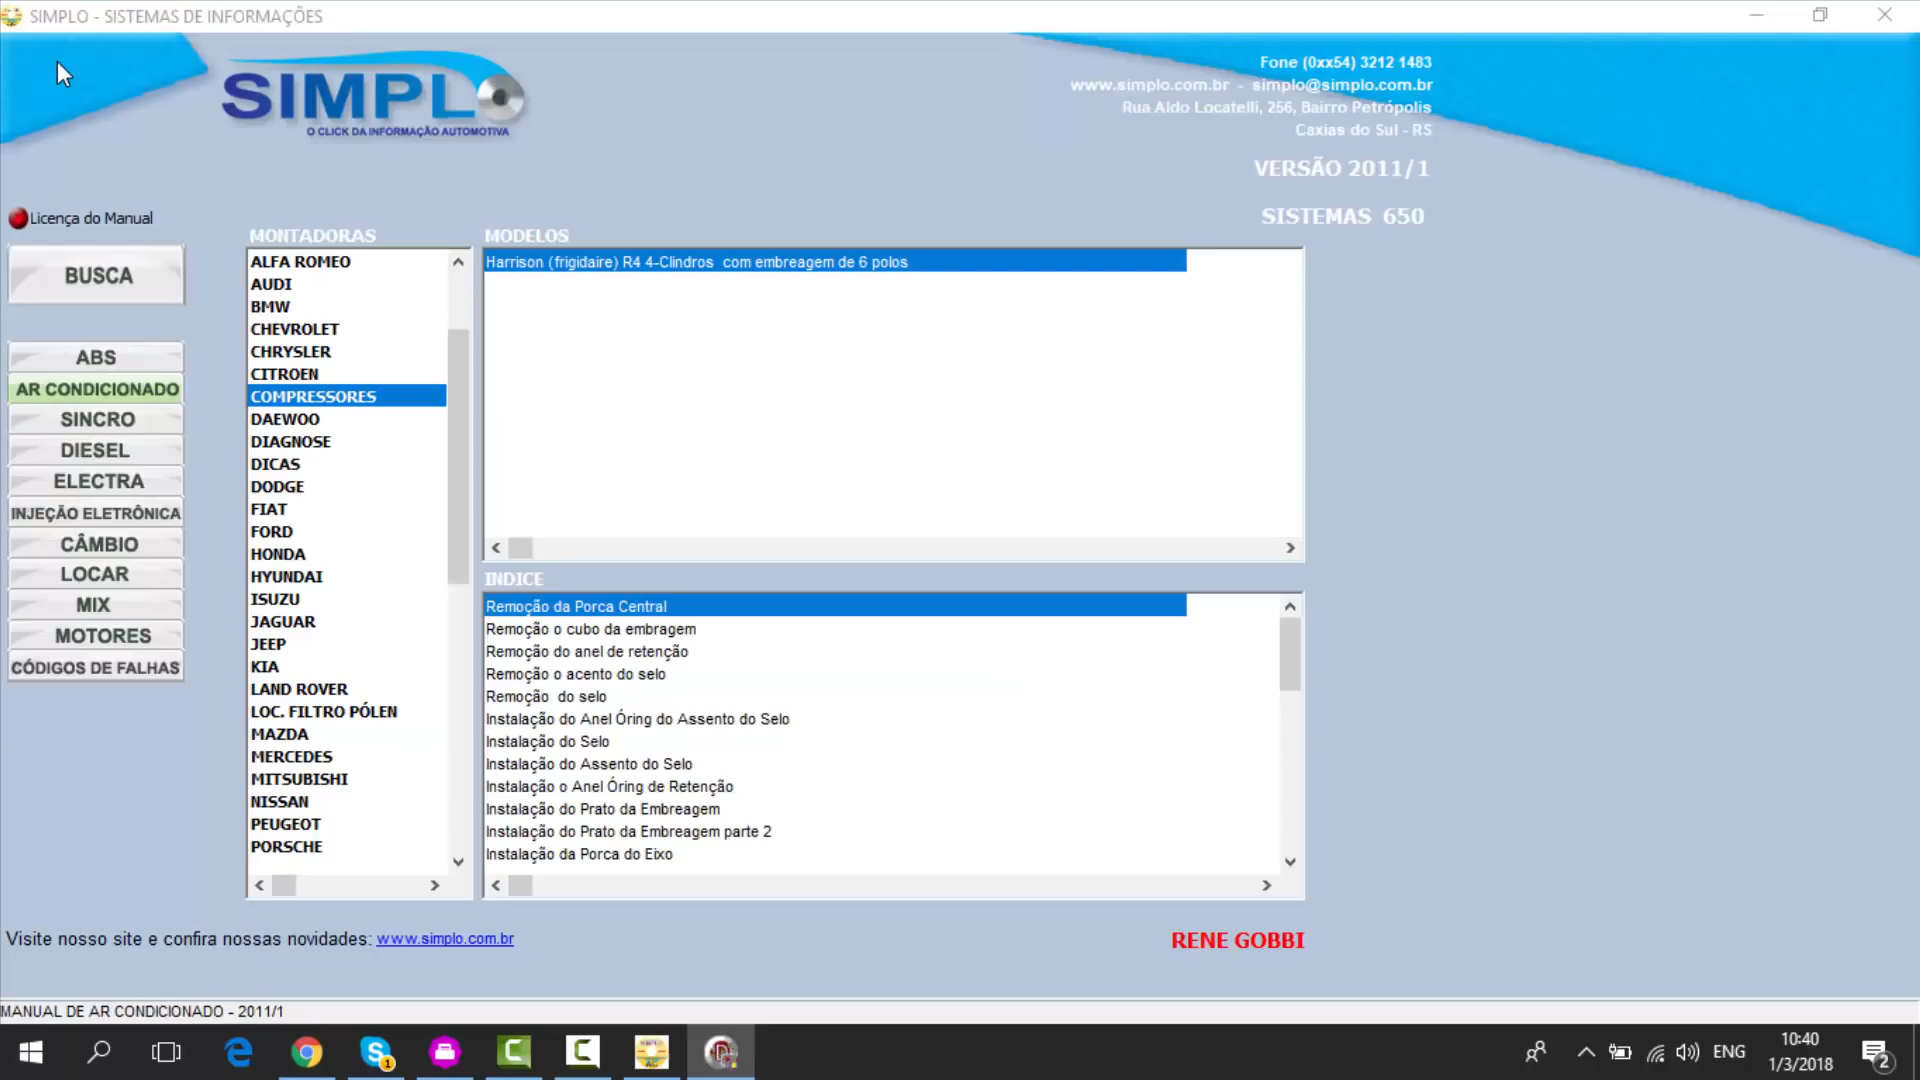 SIMPLO - SISTEMAS DE INFORMAÇÕES
SIMPLO
O CLICK DA INFORMAÇÃO AUTOMOTIVA
Fone (0xx54) 3212 1483
www.simplo.com.br - simplo@simplo.com.br
Rua Aldo Locatelli, 256, Bairro Petrópolis
Caxias do Sul - RS
VERSÃO 2011/1
SISTEMAS 650
Licença do Manual
BUSCA
ABS
AR CONDICIONADO
SINCRO
DIESEL
ELECTRA
INJEÇÃO ELETRÔNICA
CÂMBIO
LOCAR
MIX
MOTORES
CÓDIGOS DE FALHAS
MONTADORAS
ALFA ROMEO
AUDI
BMW
CHEVROLET
CHRYSLER
CITROEN
COMPRESSORES
DAEWOO
DIAGNOSE
DICAS
DODGE
FIAT
FORD
HONDA
HYUNDAI
ISUZU
JAGUAR
JEEP
KIA
LAND ROVER
LOC. FILTRO PÓLEN
MAZDA
MERCEDES
MITSUBISHI
NISSAN
PEUGEOT
PORSCHE
MODELOS
Harrison (frigidaire) R4 4-Clindros com embreagem de 6 polos
INDICE
Remoção da Porca Central
Remoção o cubo da embragem
Remoção do anel de retenção
Remoção o acento do selo
Remoção do selo
Instalação do Anel Óring do Assento do Selo
Instalação do Selo
Instalação do Assento do Selo
Instalação o Anel Óring de Retenção
Instalação do Prato da Embreagem
Instalação do Prato da Embreagem parte 2
Instalação da Porca do Eixo
Visite nosso site e confira nossas novidades: www.simplo.com.br
RENE GOBBI
MANUAL DE AR CONDICIONADO - 2011/1
1
ENG
10:40
1/3/2018
2